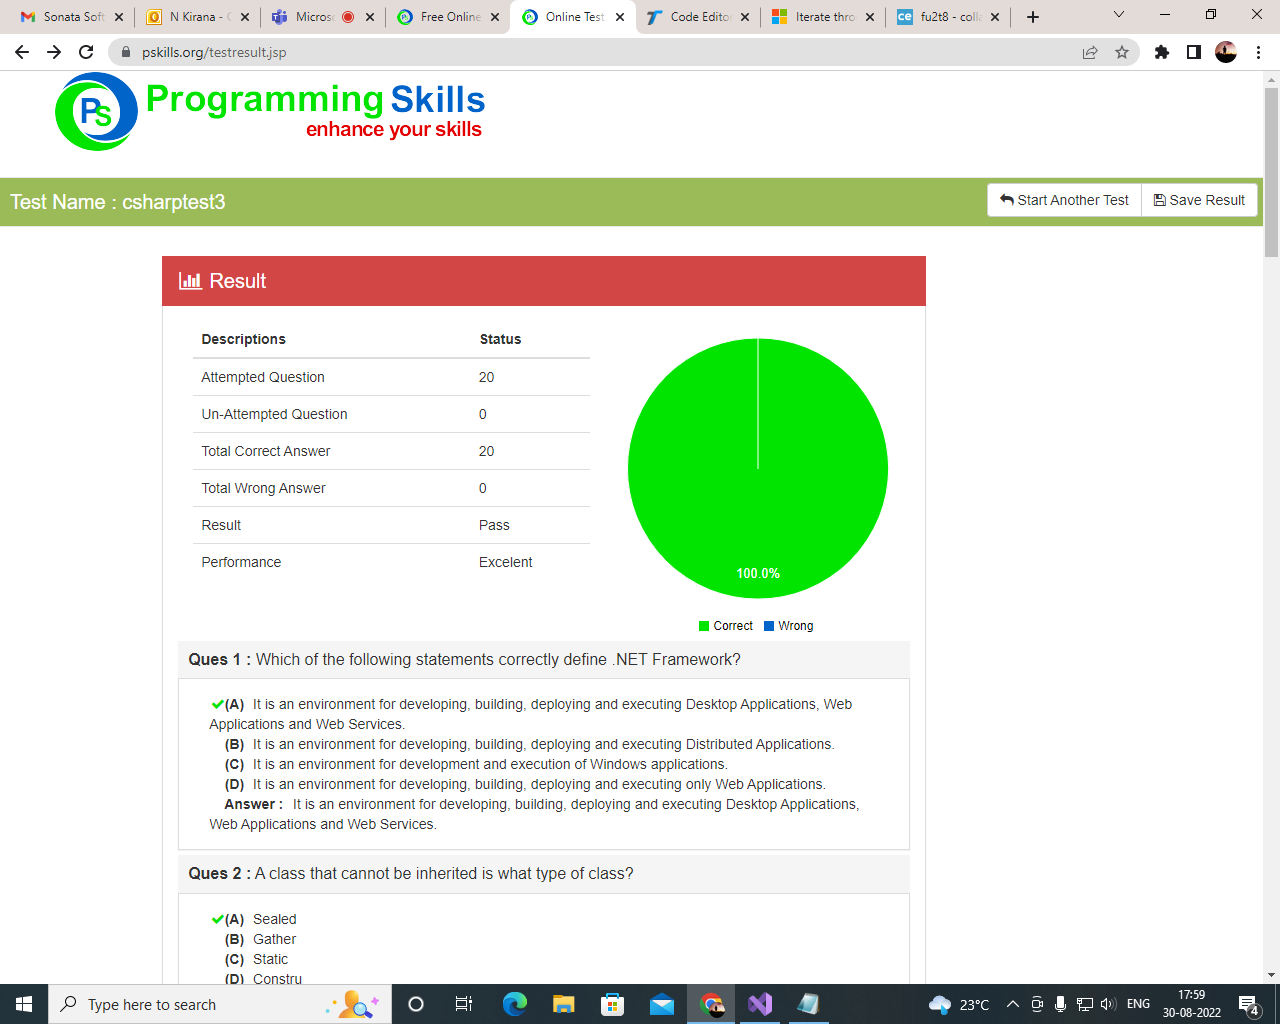 Sonata Soft
N Kirana - 
Micros
Free Online
Online Test
Code Editor
Iterate thro
fu2t8 - colla
pskills.org/testresult.jsp
PS
Programming Skills
enhance your skills
Test Name : csharptest3
Start Another Test
Save Result
Result
Descriptions Status
Attempted Question 20
Un-Attempted Question 0
Total Correct Answer 20
Total Wrong Answer 0
Result Pass
Performance Excelent
100.0%
Correct Wrong
Ques 1 : Which of the following statements correctly define .NET Framework?
(A) It is an environment for developing, building, deploying and executing Desktop Applications, Web
Applications and Web Services.
(B) It is an environment for developing, building, deploying and executing Distributed Applications.
(C) It is an environment for development and execution of Windows applications.
(D) It is an environment for developing, building, deploying and executing only Web Applications.
Answer : It is an environment for developing, building, deploying and executing Desktop Applications,
Web Applications and Web Services.
Ques 2 : A class that cannot be inherited is what type of class?
(A) Sealed
(B) Gather
(C) Static
(D) Constru
Type here to search
23°C
ENG
17:59
30-08-2022
4